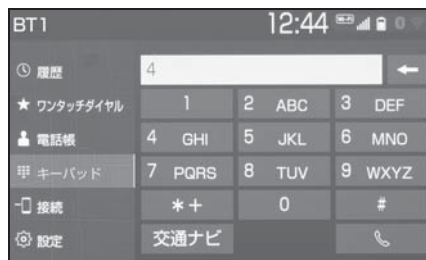 BT1 12:44
履歴
4
ワンタッチダイヤル
1 2 ABC 3 DEF
電話帳
4 GHI 5 JKL 6 MNO
キーパッド
7 PQRS 8 TUV 9 WXYZ
接続
*+ 0 #
設定
交通ナビ